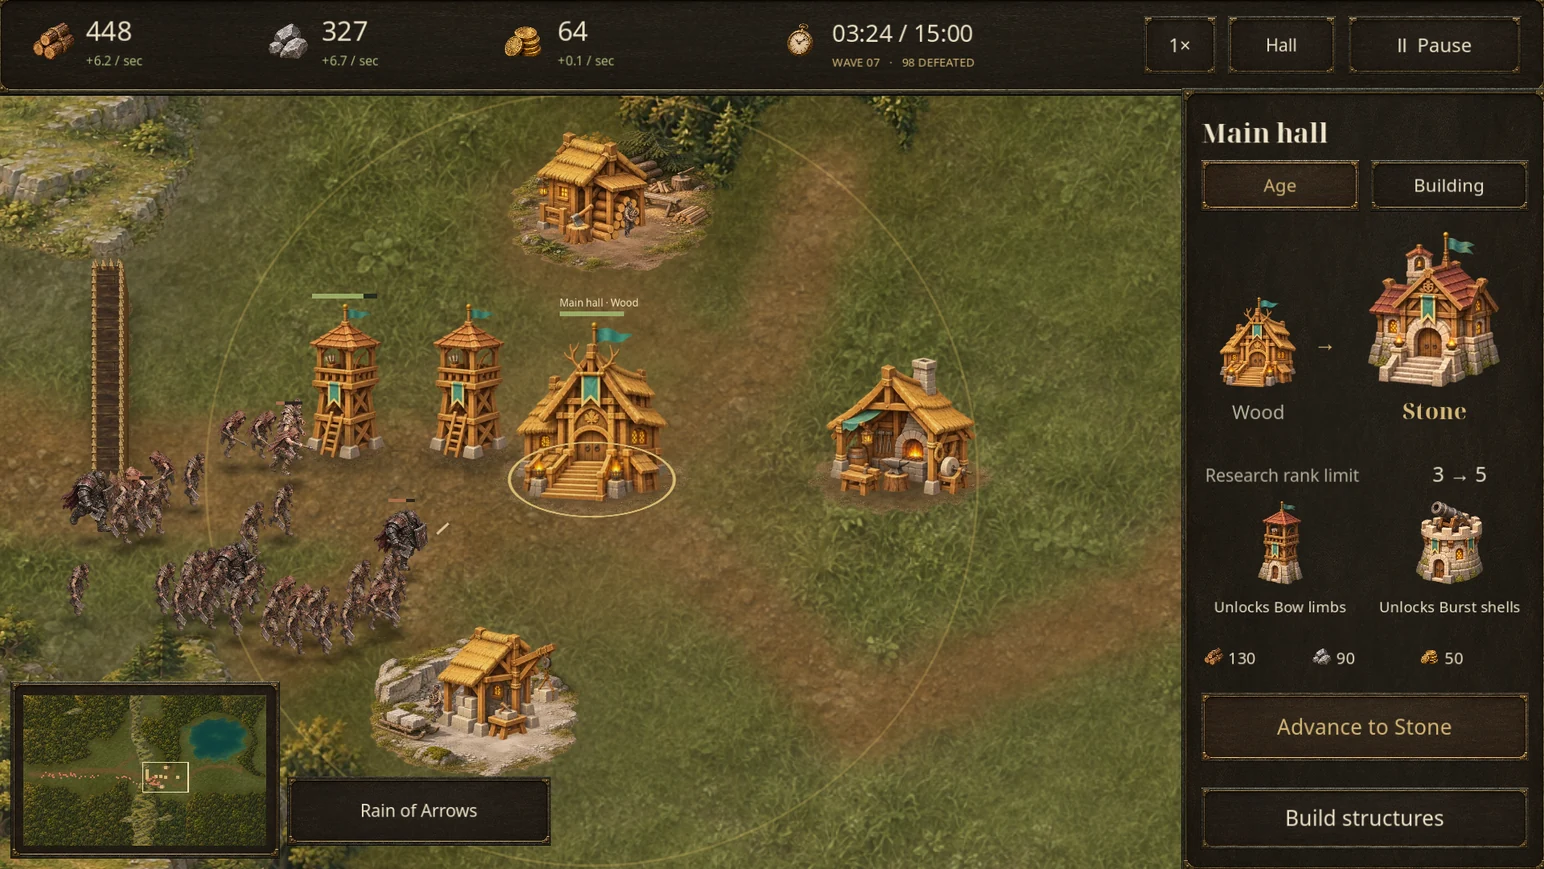 448
+6.2 / sec
327
+6.7 / sec
64
+0.1 / sec
03:24 / 15:00
WAVE 07 · 98 DEFEATED
1×
Hall
II Pause
Main hall
Age
Building
Wood
→
Stone
Research rank limit
3 → 5
Unlocks Bow limbs
Unlocks Burst shells
130
90
50
Advance to Stone
Build structures
Main hall · Wood
Rain of Arrows